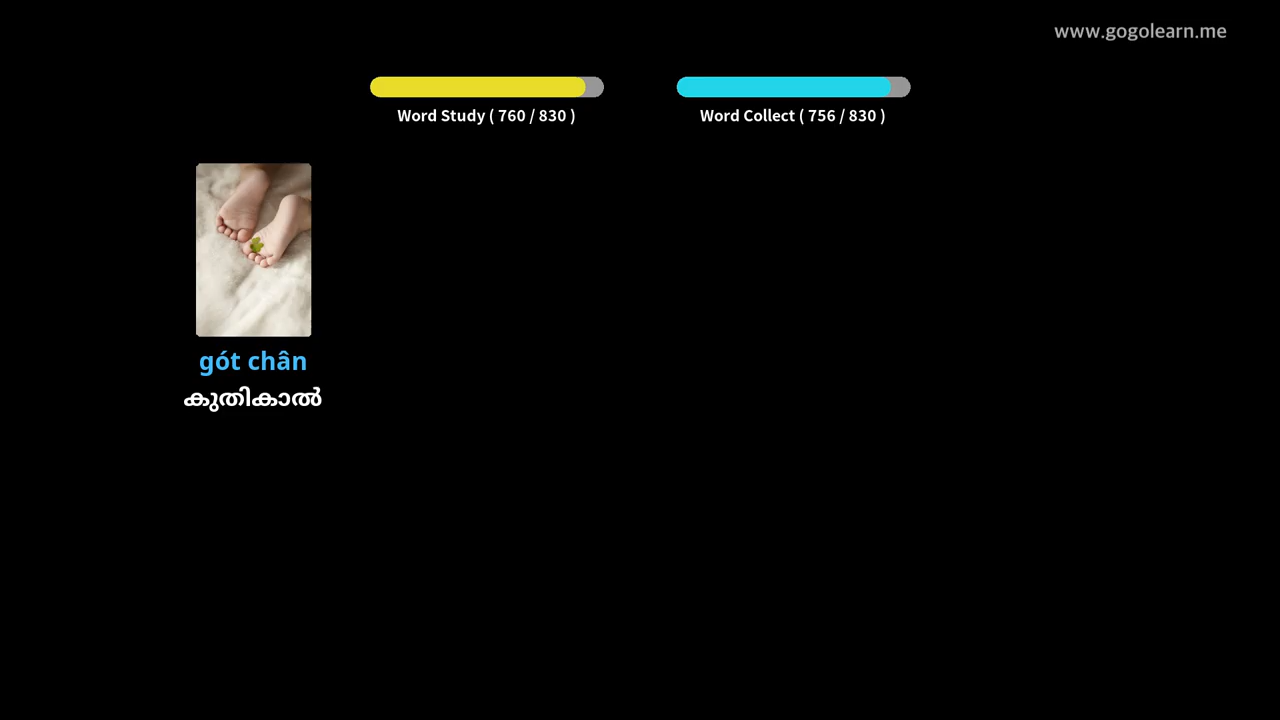 www.gogolearn.me
Word Study ( 760 / 830 )
Word Collect ( 756 / 830 )
gót chân
കുതികാൽ